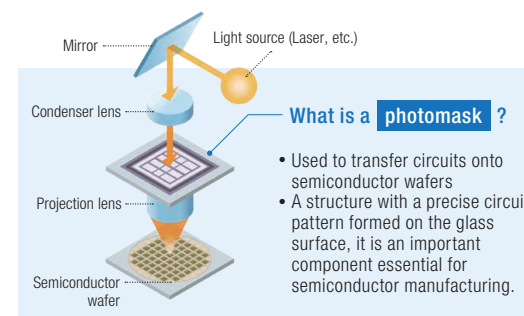 Light source (Laser, etc.)
Mirror
Condenser lens
What is a photomask ?
• Used to transfer circuits onto
semiconductor wafers
• A structure with a precise circui
pattern formed on the glass
surface, it is an important
component essential for
semiconductor manufacturing.
Projection lens
Semiconductor
wafer